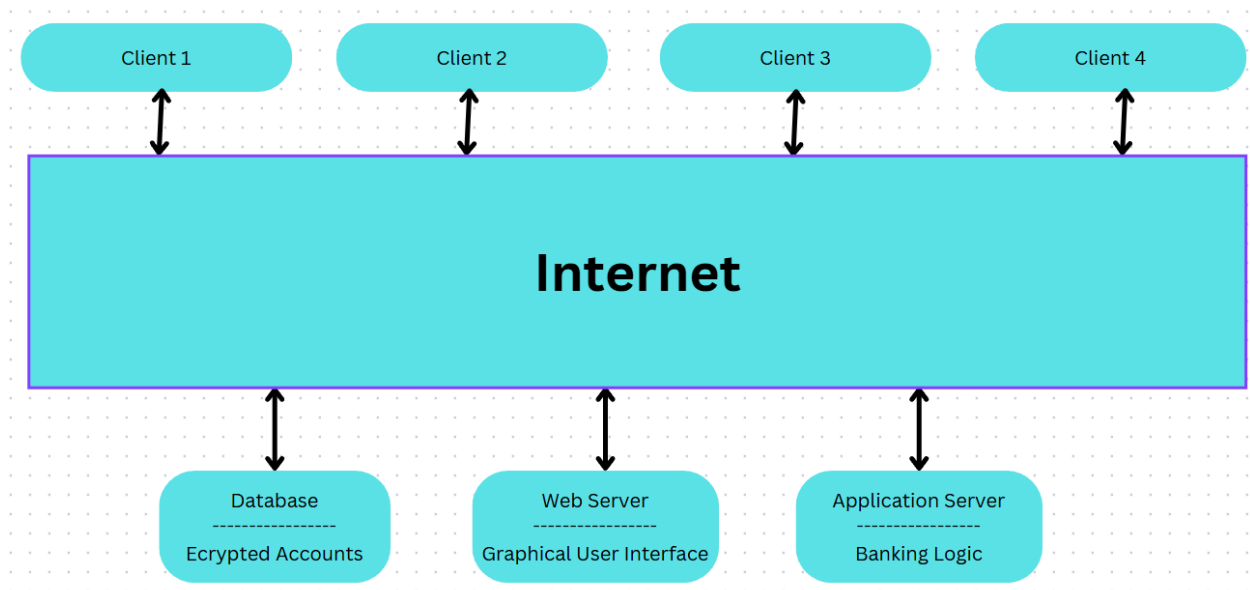 Client 1
Client 2
Client 3
Client 4
Internet
Database
-----------------
Ecrypted Accounts
Web Server
-----------------
Graphical User Interface
Application Server
-----------------
Banking Logic